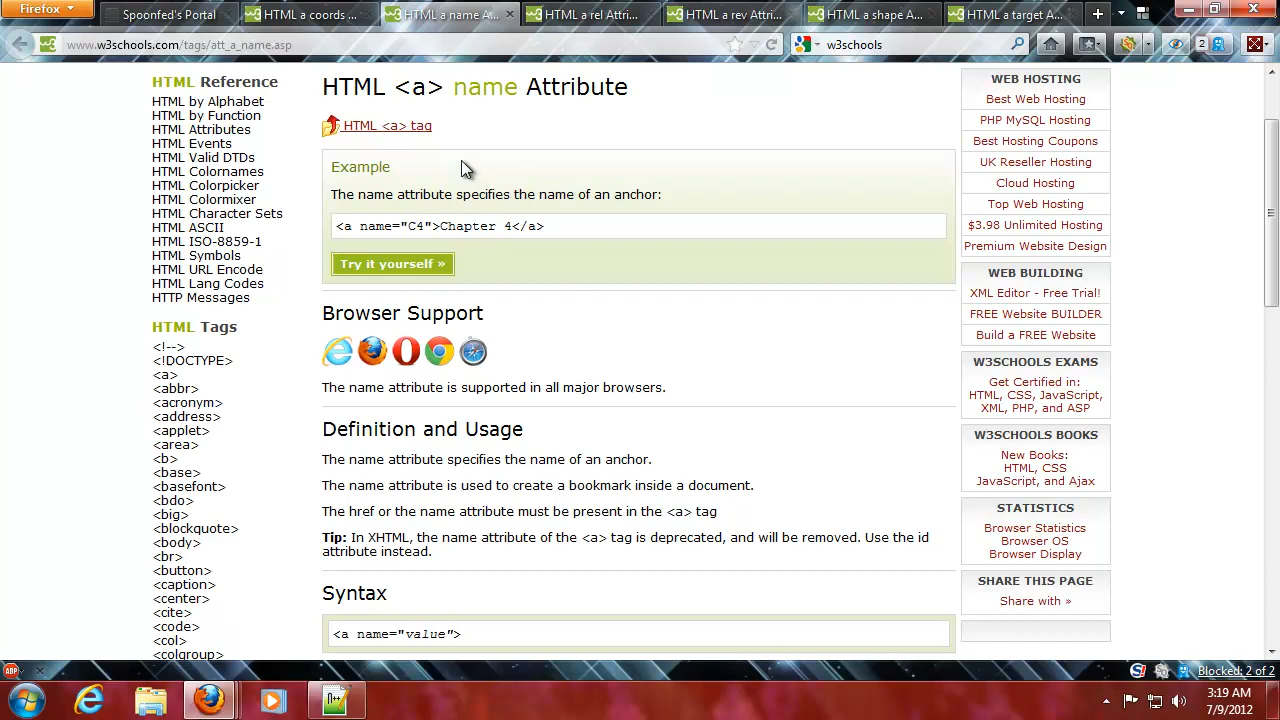 Firefox
Spoonfed's Portal
HTML a coords ...
HTML a name A...
HTML a rel Attri...
HTML a rev Attri...
HTML a shape A...
HTML a target A...
www.w3schools.com/tags/att_a_name.asp
w3schools
2
HTML Reference
HTML by Alphabet
HTML by Function
HTML Attributes
HTML Events
HTML Valid DTDs
HTML Colornames
HTML Colorpicker
HTML Colormixer
HTML Character Sets
HTML ASCII
HTML ISO-8859-1
HTML Symbols
HTML URL Encode
HTML Lang Codes
HTTP Messages
HTML Tags
<!-->
<!DOCTYPE>
<a>
<abbr>
<acronym>
<address>
<applet>
<area>
<b>
<base>
<basefont>
<bdo>
<big>
<blockquote>
<body>
<br>
<button>
<caption>
<center>
<cite>
<code>
<col>
<colgroup>
HTML <a> name Attribute
HTML <a> tag
Example
The name attribute specifies the name of an anchor:
<a name="C4">Chapter 4</a>
Try it yourself »
Browser Support
The name attribute is supported in all major browsers.
Definition and Usage
The name attribute specifies the name of an anchor.
The name attribute is used to create a bookmark inside a document.
The href or the name attribute must be present in the <a> tag
Tip: In XHTML, the name attribute of the <a> tag is deprecated, and will be removed. Use the id
attribute instead.
Syntax
<a name="value">
WEB HOSTING
Best Web Hosting
PHP MySQL Hosting
Best Hosting Coupons
UK Reseller Hosting
Cloud Hosting
Top Web Hosting
$3.98 Unlimited Hosting
Premium Website Design
WEB BUILDING
XML Editor - Free Trial!
FREE Website BUILDER
Build a FREE Website
W3SCHOOLS EXAMS
Get Certified in:
HTML, CSS, JavaScript,
XML, PHP, and ASP
W3SCHOOLS BOOKS
New Books:
HTML, CSS
JavaScript, and Ajax
STATISTICS
Browser Statistics
Browser OS
Browser Display
SHARE THIS PAGE
Share with »
ABP
Blocked: 2 of 2
3:19 AM
7/9/2012